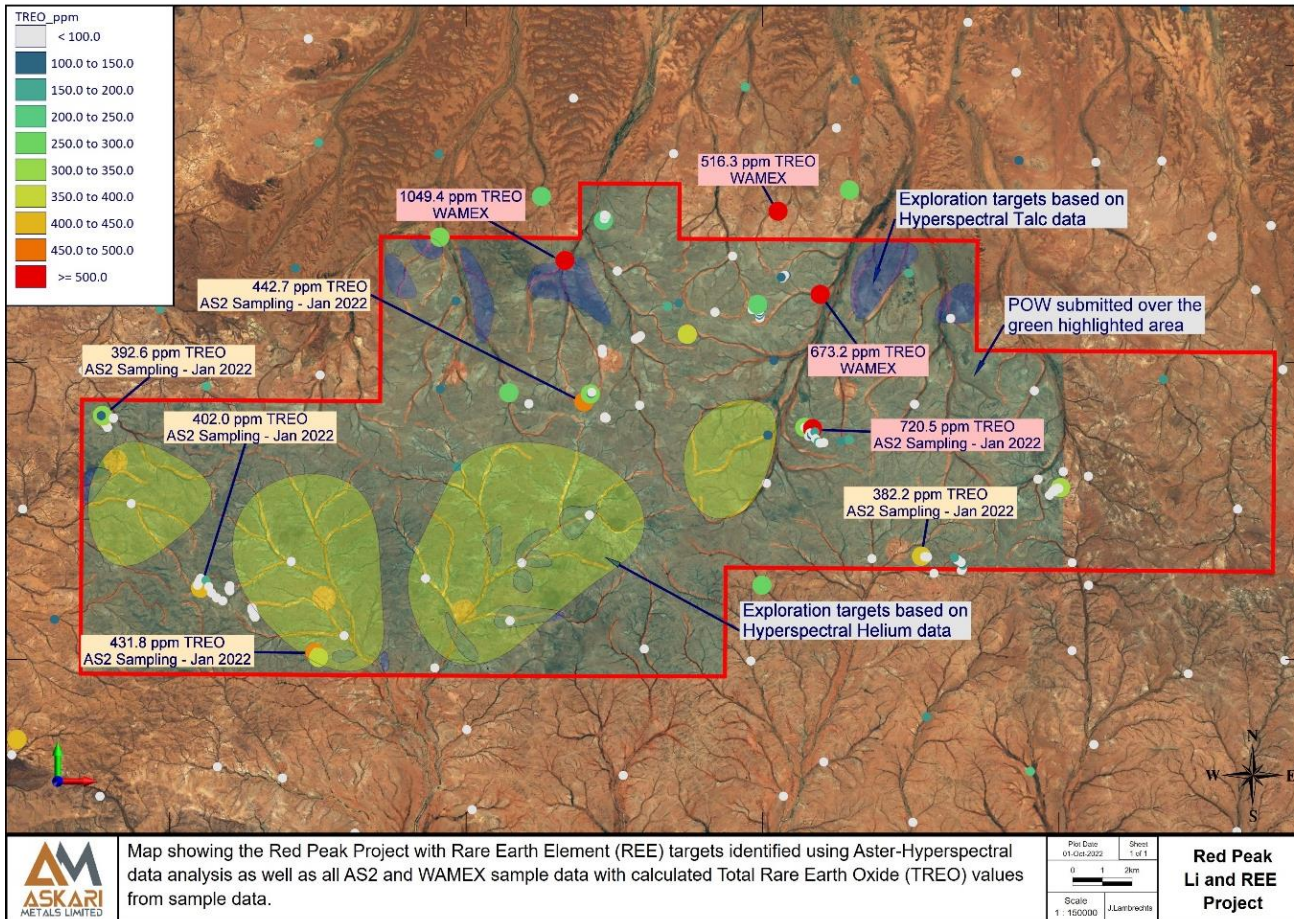 TREO_ppm
< 100.0
100.0 to 150.0
150.0 to 200.0
200.0 to 250.0
250.0 to 300.0
300.0 to 350.0
350.0 to 400.0
400.0 to 450.0
450.0 to 500.0
>= 500.0
516.3 ppm TREO
WAMEX
1049.4 ppm TREO
WAMEX
Exploration targets based on
Hyperspectral Talc data
442.7 ppm TREO
AS2 Sampling - Jan 2022
POW submitted over the
green highlighted area
392.6 ppm TREO
AS2 Sampling - Jan 2022
673.2 ppm TREO
WAMEX
402.0 ppm TREO
AS2 Sampling - Jan 2022
720.5 ppm TREO
AS2 Sampling - Jan 2022
382.2 ppm TREO
AS2 Sampling - Jan 2022
Exploration targets based on
Hyperspectral Helium data
431.8 ppm TREO
AS2 Sampling - Jan 2022
N
W E
S
AM
ASKARI
METALS LIMITED
Map showing the Red Peak Project with Rare Earth Element (REE) targets identified using Aster-Hyperspectral
data analysis as well as all AS2 and WAMEX sample data with calculated Total Rare Earth Oxide (TREO) values
from sample data.
Plot Date
01-Oct-2022
Sheet
1 of 1
0 1 2km
Scale
1 : 150000
J.Lambrechts
Red Peak
Li and REE
Project